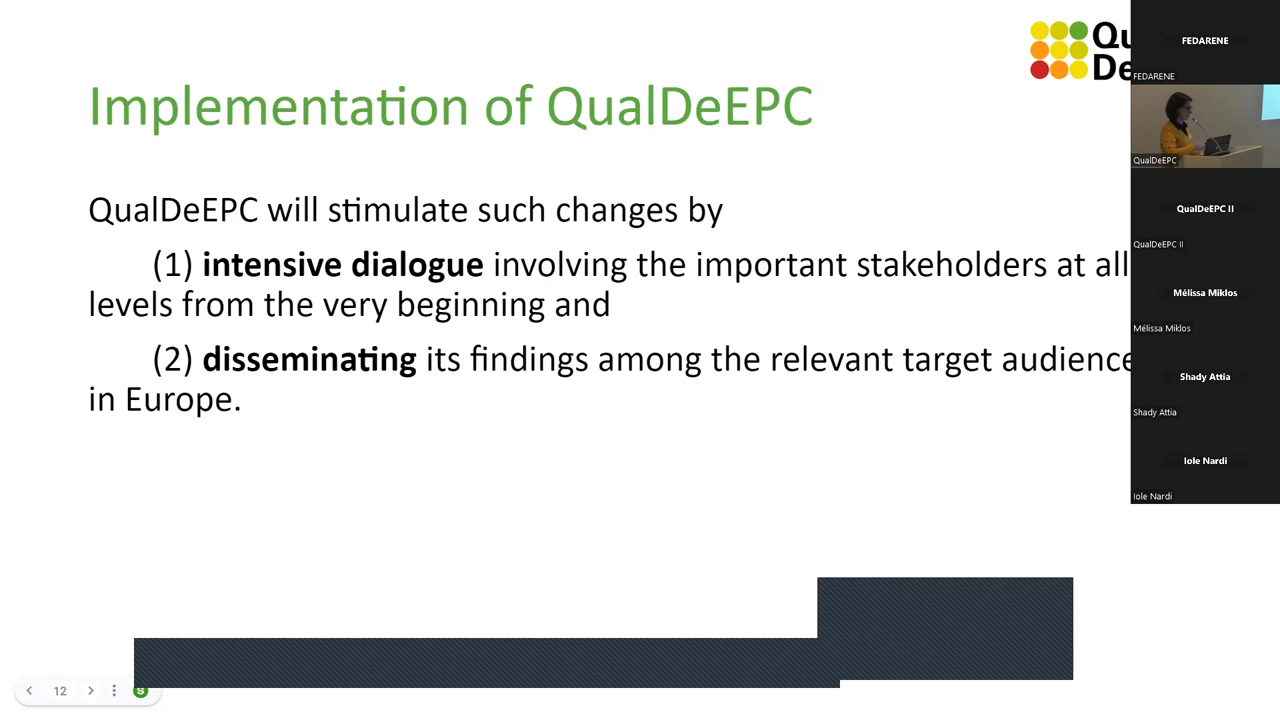 Qu
De
Implementation of QualDeEPC
QualDeEPC will stimulate such changes by
(1) intensive dialogue involving the important stakeholders at all
levels from the very beginning and
(2) disseminating its findings among the relevant target audience
in Europe.
12
S
FEDARENE
FEDARENE
QualDeEPC
QualDeEPC II
QualDeEPC II
Mélissa Miklos
Mélissa Miklos
Shady Attia
Shady Attia
Iole Nardi
Iole Nardi